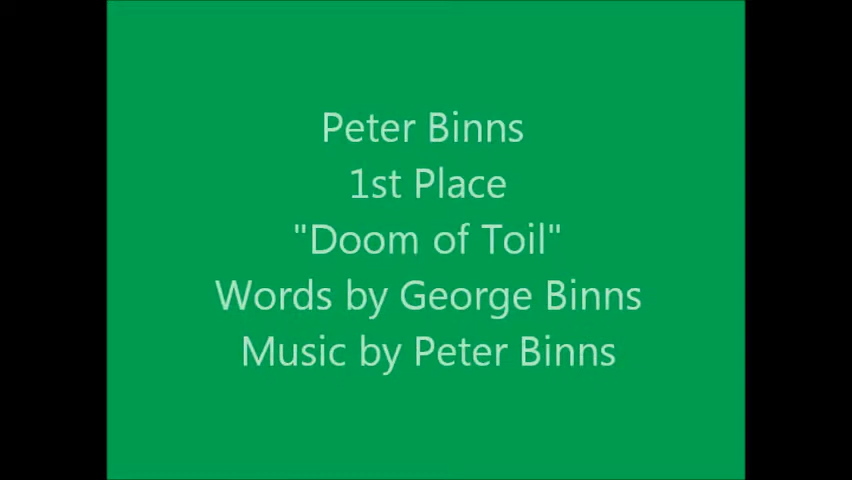 Peter Binns
1st Place
"Doom of Toil"
Words by George Binns
Music by Peter Binns